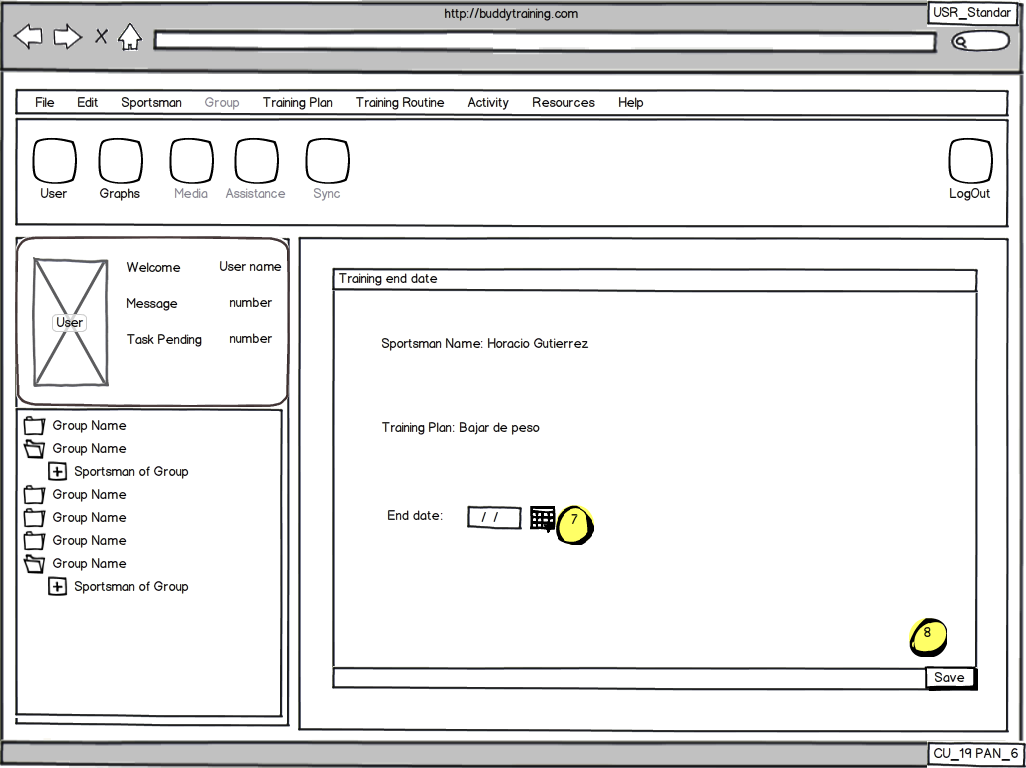 http://buddytraining.com
USR_Standar
File Edit Sportsman Group Training Plan Training Routine Activity Resources Help
User Graphs Media Assistance Sync LogOut
Welcome User name
Message number
User
Task Pending number
Group Name
Group Name
Sportsman of Group
Group Name
Group Name
Group Name
Group Name
Sportsman of Group
Training end date
Sportsman Name: Horacio Gutierrez
Training Plan: Bajar de peso
End date: / / 7
8
Save
CU_19 PAN_6